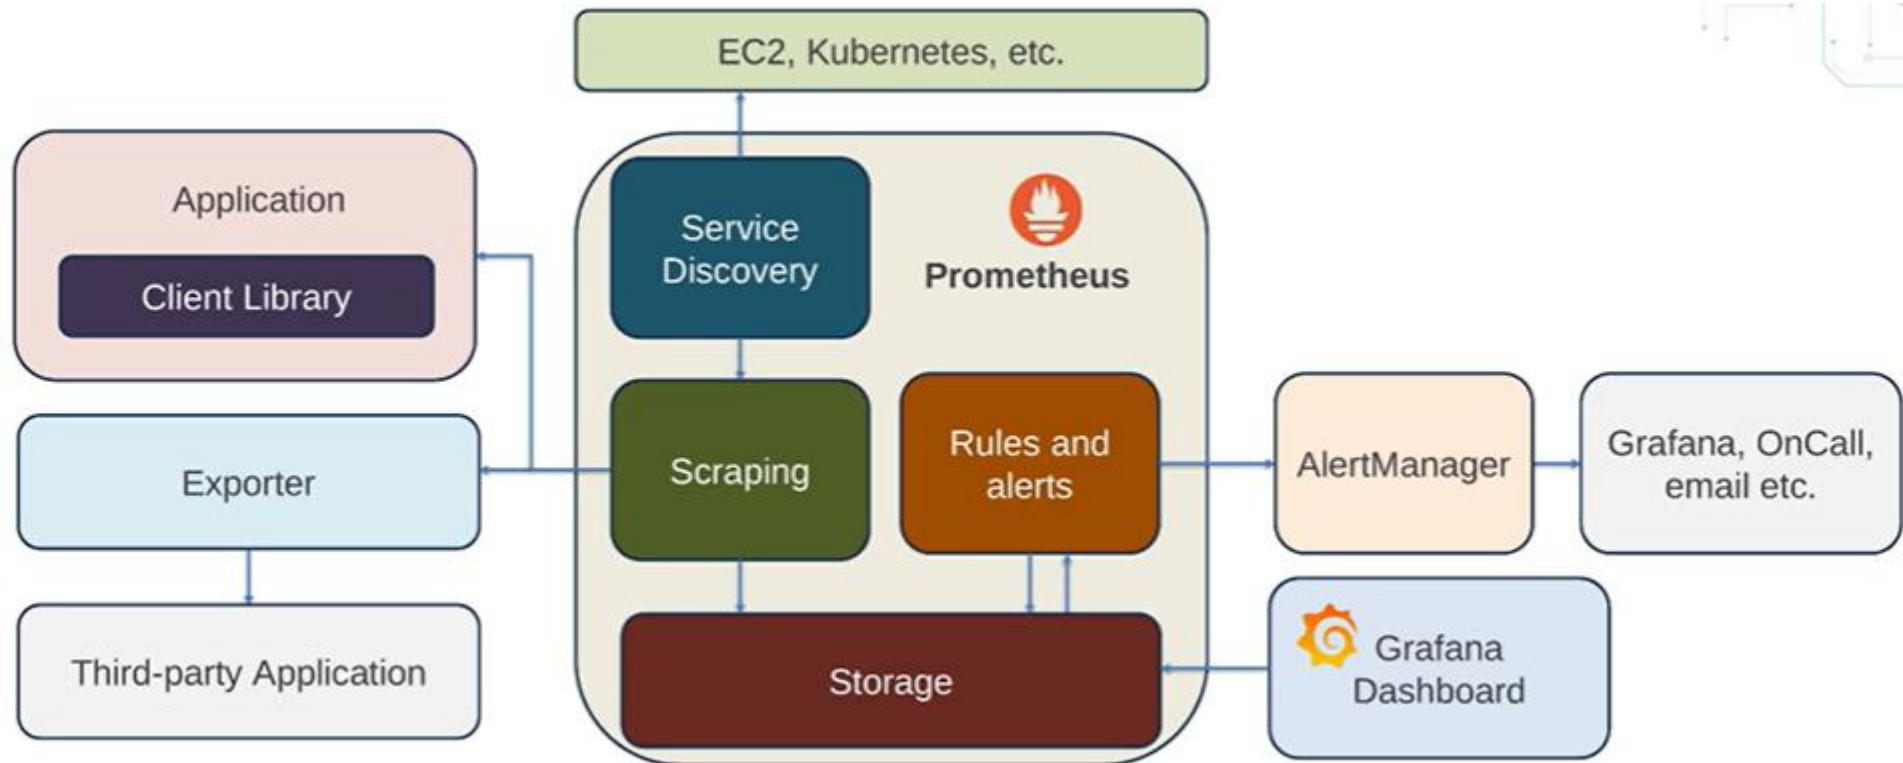 EC2, Kubernetes, etc.
Application
Client Library
Service
Discovery
Prometheus
Exporter
Scraping
Rules and
alerts
AlertManager
Grafana, OnCall,
email etc.
Third-party Application
Storage
Grafana
Dashboard